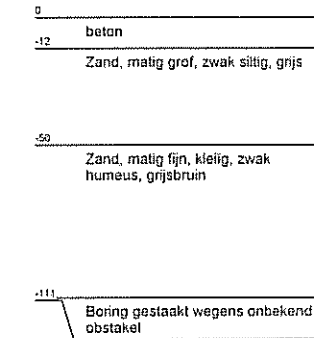 0
beton
-12
Zand, matig grof, zwak siltig, grijs
-50
Zand, matig fijn, kleiig, zwak
humeus, grijsbruin
-111
Boring gestaakt wegens onbekend
obstakel